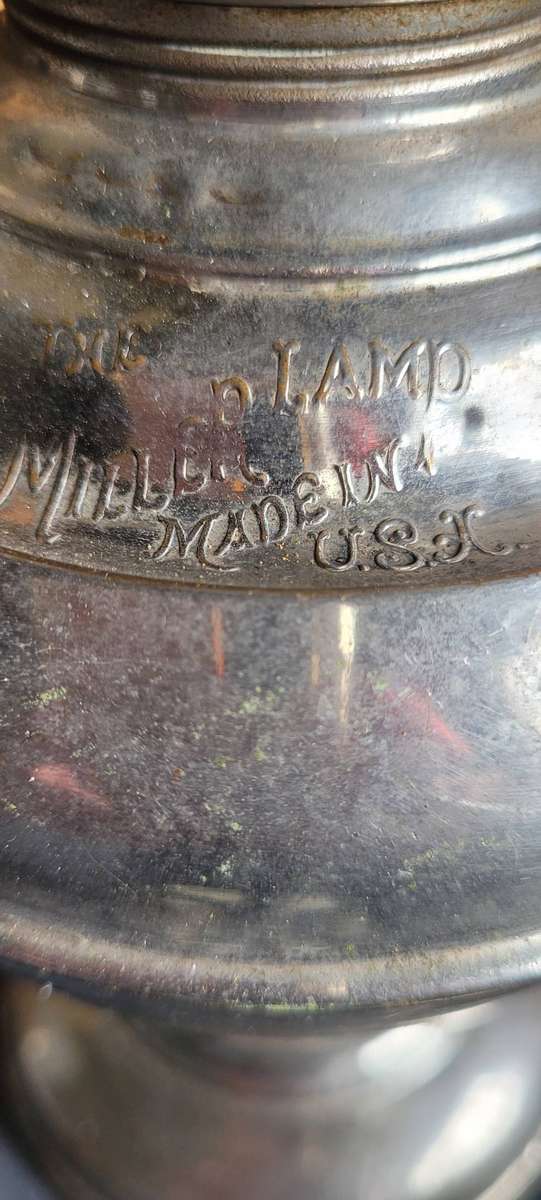 THE
MILLER LAMP
MADE IN
U.S.A.